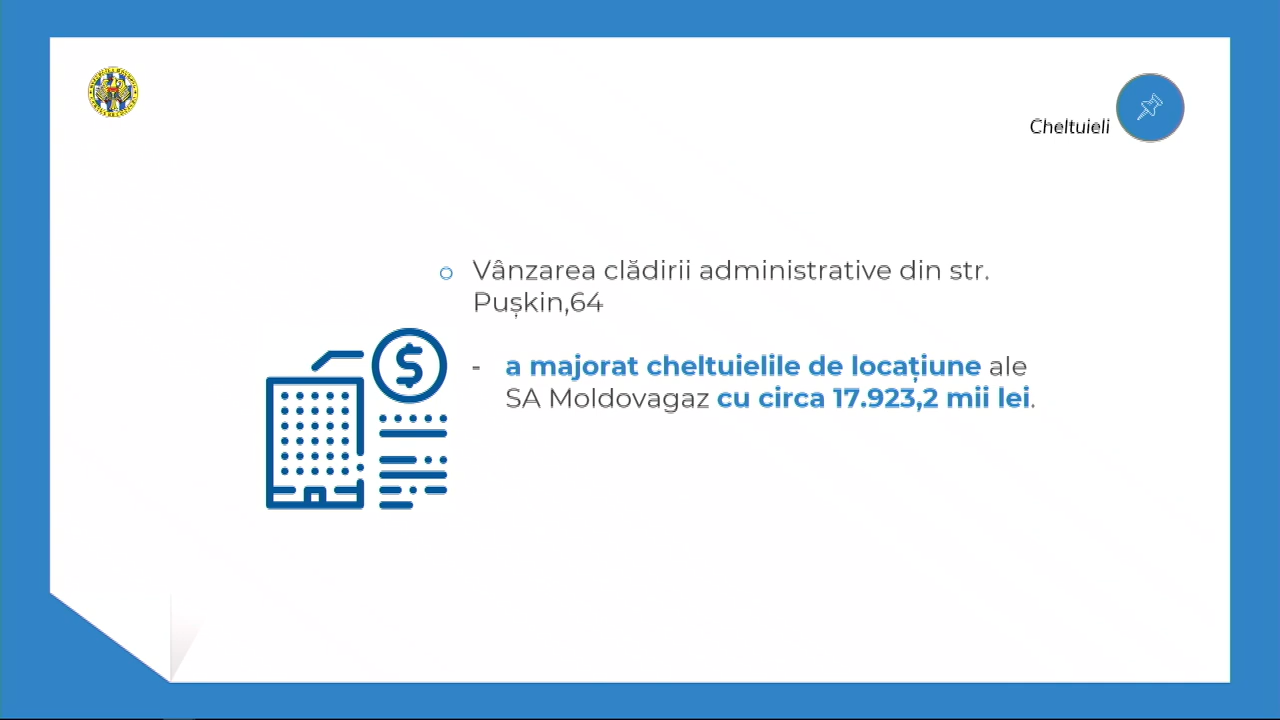 Cheltuieli
Vânzarea clădirii administrative din str.
Pușkin,64
- a majorat cheltuielile de locațiune ale
SA Moldovagaz cu circa 17.923,2 mii lei.